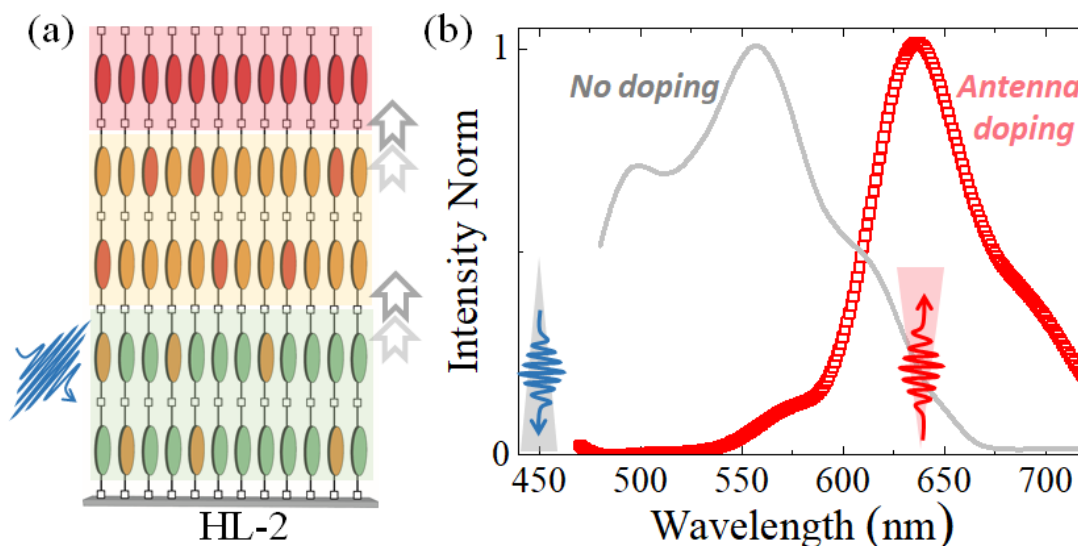 (a)
HL-2
(b)
1
No doping
Antenna
doping
Intensity Norm
0
450 500 550 600 650 700
Wavelength (nm)